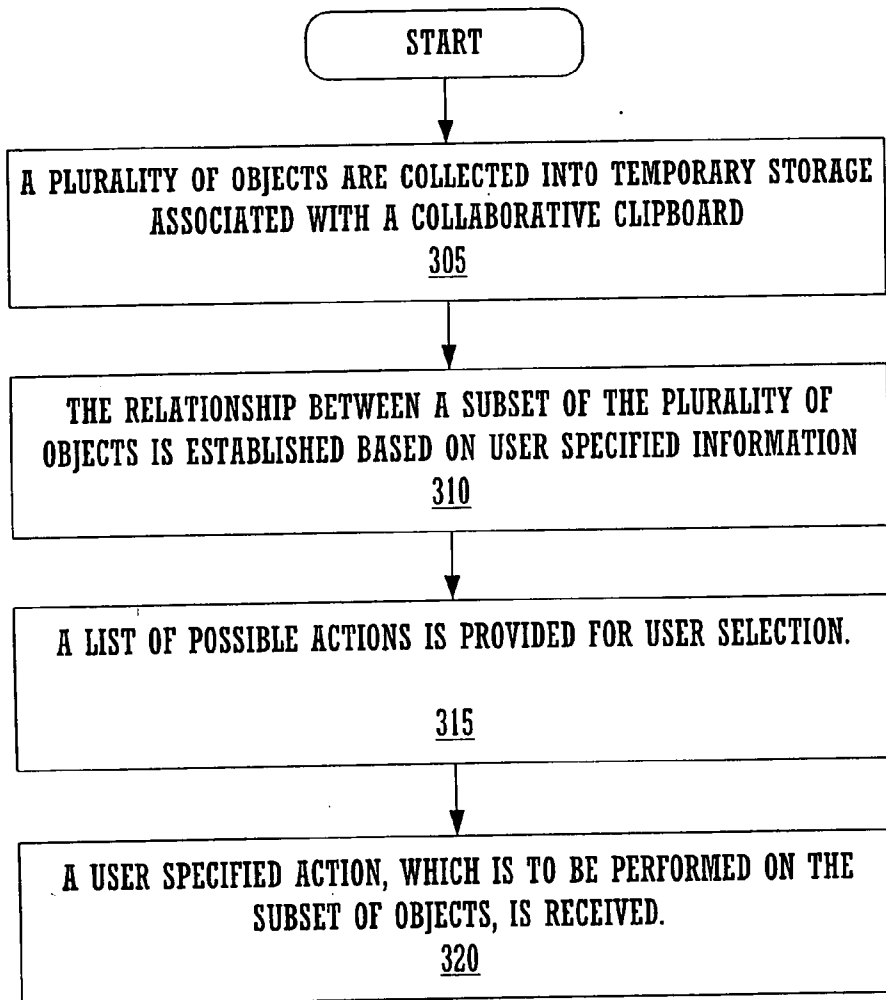 START
A PLURALITY OF OBJECTS ARE COLLECTED INTO TEMPORARY STORAGE
ASSOCIATED WITH A COLLABORATIVE CLIPBOARD
305
THE RELATIONSHIP BETWEEN A SUBSET OF THE PLURALITY OF
OBJECTS IS ESTABLISHED BASED ON USER SPECIFIED INFORMATION
310
A LIST OF POSSIBLE ACTIONS IS PROVIDED FOR USER SELECTION.
315
A USER SPECIFIED ACTION, WHICH IS TO BE PERFORMED ON THE
SUBSET OF OBJECTS, IS RECEIVED.
320